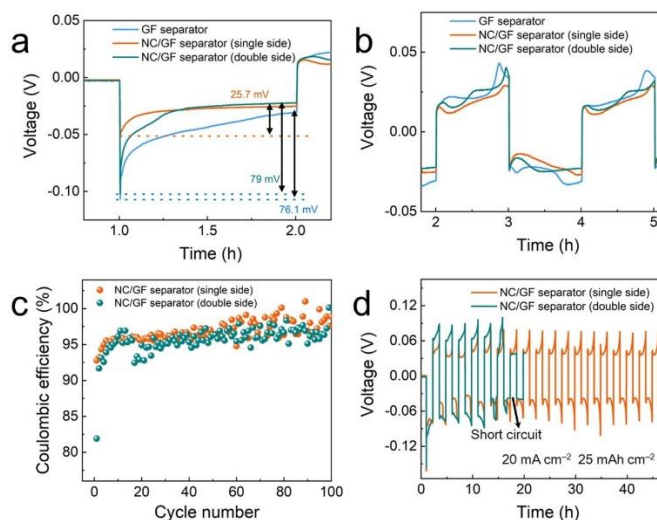 a
GF separator
NC/GF separator (single side)
NC/GF separator (double side)
0.00
-0.05
-0.10
Voltage (V)
25.7 mV
79 mV
76.1 mV
1.0
1.5
2.0
Time (h)
b
GF separator
NC/GF separator (single side)
NC/GF separator (double side)
0.05
0.00
-0.05
Voltage (V)
2
3
4
5
Time (h)
c
NC/GF separator (single side)
NC/GF separator (double side)
100
95
90
85
80
Coulombic efficiency (%)
0
20
40
60
80
100
Cycle number
d
NC/GF separator (single side)
NC/GF separator (double side)
0.12
0.06
0.00
-0.06
-0.12
Voltage (V)
Short circuit
20 mA cm⁻² 25 mAh cm⁻²
0
10
20
30
40
Time (h)